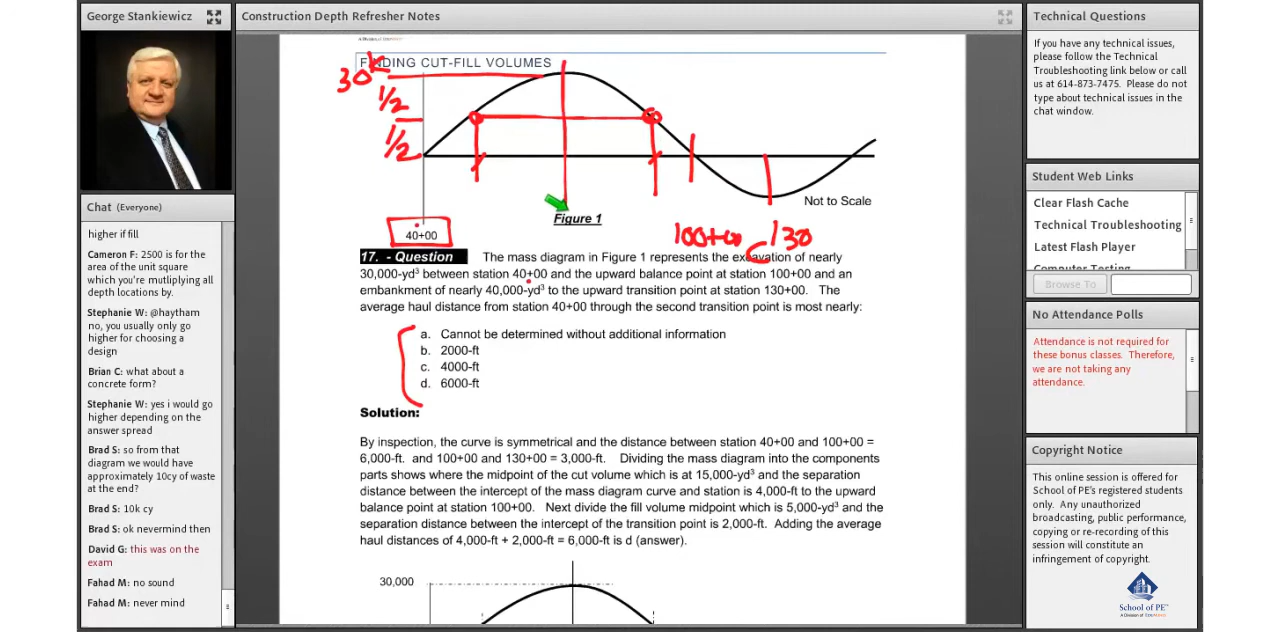 George Stankiewicz
Construction Depth Refresher Notes
Technical Questions
If you have any technical issues,
please follow the Technical
Troubleshooting link below or call
us at 614-873-7475. Please do not
type about technical issues in the
chat window.
Student Web Links
Clear Flash Cache
Technical Troubleshooting
Latest Flash Player
Computer Testing
Browse To
No Attendance Polls
Attendance is not required for
these bonus classes. Therefore,
we are not taking any
attendance.
Copyright Notice
This online session is offered for
School of PE's registered students
only. Any unauthorized
broadcasting, public performance,
copying or re-recording of this
session will constitute an
infringement of copyright.
School of PE™
Chat (Everyone)
higher if fill
Cameron F: 2500 is for the
area of the unit square
which you're mutliplying all
depth locations by.
Stephanie W: @haytham
no, you usually only go
higher for choosing a
design
Brian C: what about a
concrete form?
Stephanie W: yes i would go
higher depending on the
answer spread
Brad S: so from that
diagram we would have
approximately 10cy of waste
at the end?
Brad S: 10k cy
Brad S: ok nevermind then
David G: this was on the
exam
Fahad M: no sound
Fahad M: never mind
FINDING CUT-FILL VOLUMES
30k
1/2
1/2
Not to Scale
Figure 1
40+00
100+00
130
17. - Question The mass diagram in Figure 1 represents the excavation of nearly
30,000-yd³ between station 40+00 and the upward balance point at station 100+00 and an
embankment of nearly 40,000-yd³ to the upward transition point at station 130+00. The
average haul distance from station 40+00 through the second transition point is most nearly:
a. Cannot be determined without additional information
b. 2000-ft
c. 4000-ft
d. 6000-ft
Solution:
By inspection, the curve is symmetrical and the distance between station 40+00 and 100+00 =
6,000-ft. and 100+00 and 130+00 = 3,000-ft. Dividing the mass diagram into the components
parts shows where the midpoint of the cut volume which is at 15,000-yd³ and the separation
distance between the intercept of the mass diagram curve and station is 4,000-ft to the upward
balance point at station 100+00. Next divide the fill volume midpoint which is 5,000-yd³ and the
separation distance between the intercept of the transition point is 2,000-ft. Adding the average
haul distances of 4,000-ft + 2,000-ft = 6,000-ft is d (answer).
30,000